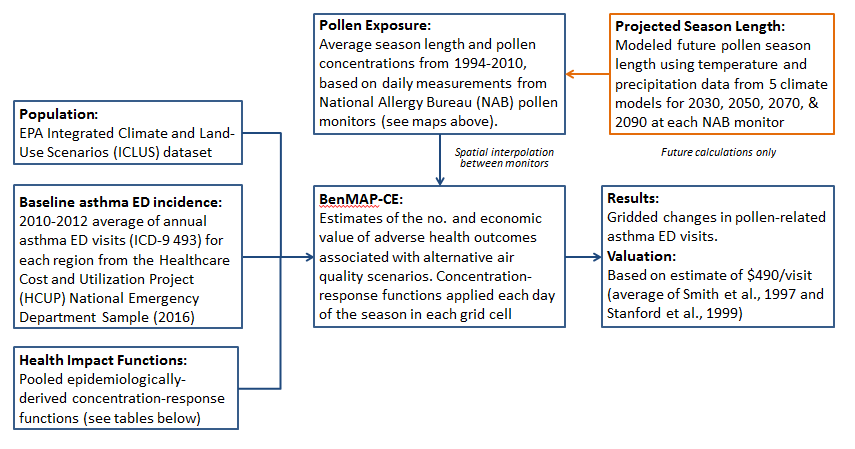 Pollen Exposure:
Average season length and pollen
concentrations from 1994-2010,
based on daily measurements from
National Allergy Bureau (NAB) pollen
monitors (see maps above).
Projected Season Length:
Modeled future pollen season
length using temperature and
precipitation data from 5 climate
models for 2030, 2050, 2070, &
2090 at each NAB monitor
Population:
EPA Integrated Climate and Land-
Use Scenarios (ICLUS) dataset
Spatial interpolation
between monitors
Future calculations only
Baseline asthma ED incidence:
2010-2012 average of annual
asthma ED visits (ICD-9 493) for
each region from the Healthcare
Cost and Utilization Project
(HCUP) National Emergency
Department Sample (2016)
BenMAP-CE:
Estimates of the no. and economic
value of adverse health outcomes
associated with alternative air
quality scenarios. Concentration-
response functions applied each day
of the season in each grid cell
Results:
Gridded changes in pollen-related
asthma ED visits.
Valuation:
Based on estimate of $490/visit
(average of Smith et al., 1997 and
Stanford et al., 1999)
Health Impact Functions:
Pooled epidemiologically-
derived concentration-response
functions (see tables below)